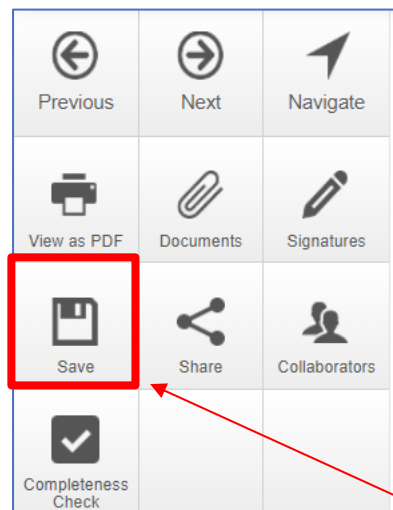 Previous Next Navigate
View as PDF Documents Signatures
Save Share Collaborators
Completeness
Check